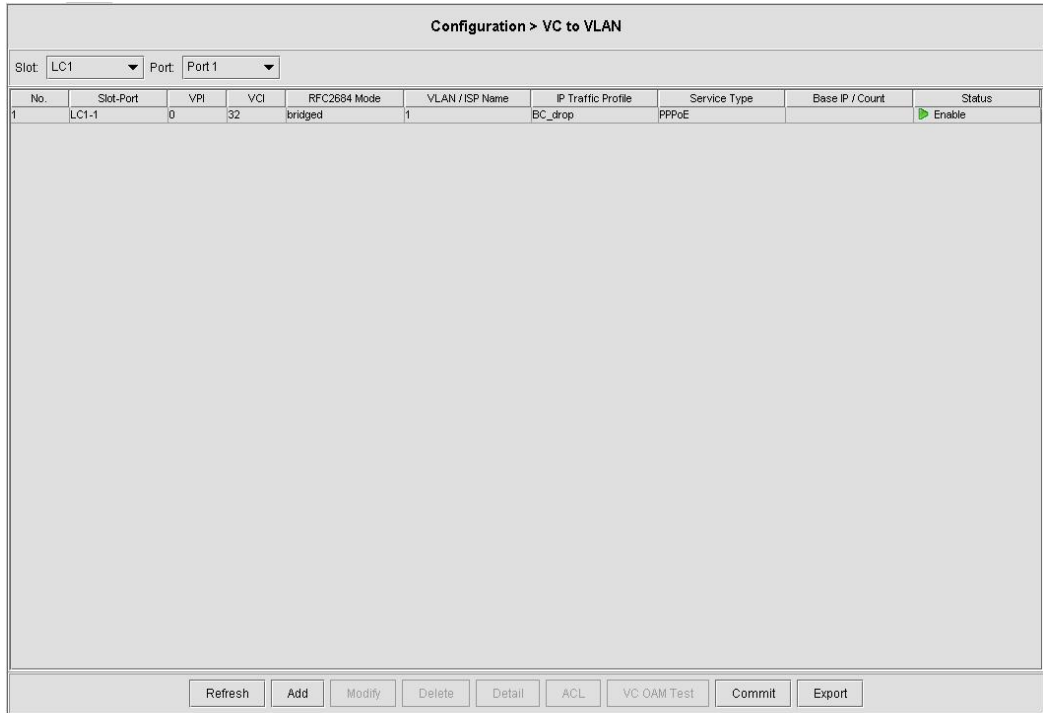 Configuration > VC to VLAN
Slot: LC1 Port: Port 1
No. Slot-Port VPI VCI RFC2684 Mode VLAN / ISP Name IP Traffic Profile Service Type Base IP / Count Status
1 LC1-1 0 32 bridged 1 BC_drop PPPoE Enable
Refresh Add Modify Delete Detail ACL VC OAM Test Commit Export